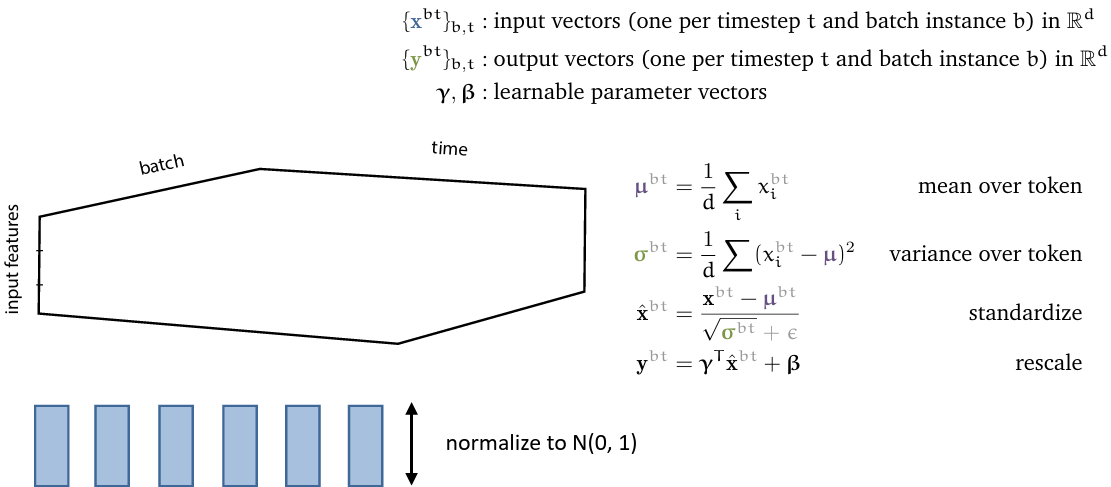 {x^bt}_b,t : input vectors (one per timestep t and batch instance b) in ℝ^d
{y^bt}_b,t : output vectors (one per timestep t and batch instance b) in ℝ^d
γ, β : learnable parameter vectors
batch
time
input features
μ^bt = 1/d ∑_i x_i^bt mean over token
σ^bt = 1/d ∑ (x_i^bt − μ)^2 variance over token
x̂^bt = (x^bt − μ^bt) / (√σ^bt + ϵ) standardize
y^bt = γ^T x̂^bt + β rescale
normalize to N(0, 1)